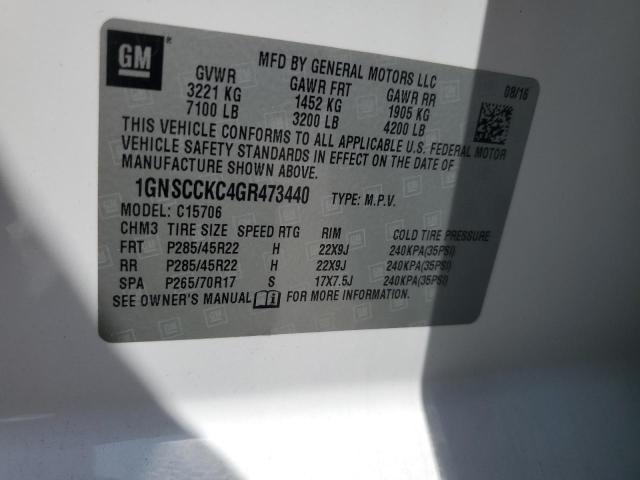 GM
MFD BY GENERAL MOTORS LLC
08/16
GVWR GAWR FRT GAWR RR
3221 KG 1452 KG 1905 KG
7100 LB 3200 LB 4200 LB
THIS VEHICLE CONFORMS TO ALL APPLICABLE U.S. FEDERAL MOTOR
VEHICLE SAFETY STANDARDS IN EFFECT ON THE DATE OF
MANUFACTURE SHOWN ABOVE.
1GNSCCKC4GR473440 TYPE: M.P.V.
MODEL: C15706
CHM3 TIRE SIZE SPEED RTG RIM COLD TIRE PRESSURE
FRT P285/45R22 H 22X9J 240KPA(35PSI)
RR P285/45R22 H 22X9J 240KPA(35PSI)
SPA P265/70R17 S 17X7.5J 240KPA(35PSI)
SEE OWNER'S MANUAL FOR MORE INFORMATION